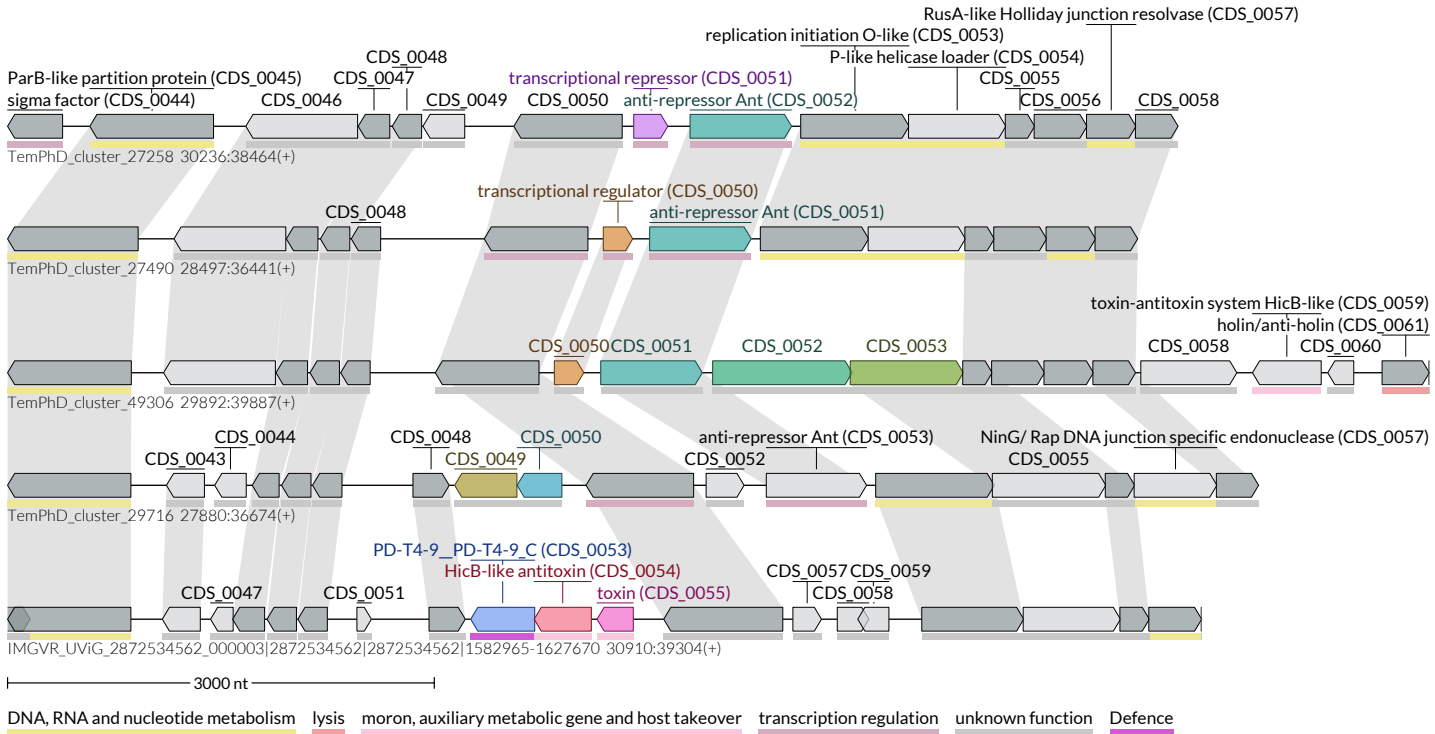 RusA-like Holliday junction resolvase (CDS_0057)
replication initiation O-like (CDS_0053)
CDS_0048 P-like helicase loader (CDS_0054)
ParB-like partition protein (CDS_0045) CDS_0047 transcriptional repressor (CDS_0051) CDS_0055
sigma factor (CDS_0044) CDS_0046 CDS_0049 CDS_0050 anti-repressor Ant (CDS_0052) CDS_0056 CDS_0058
TemPhD_cluster_27258 30236:38464(+)
transcriptional regulator (CDS_0050)
CDS_0048 anti-repressor Ant (CDS_0051)
TemPhD_cluster_27490 28497:36441(+)
toxin-antitoxin system HicB-like (CDS_0059)
holin/anti-holin (CDS_0061)
CDS_0050 CDS_0051 CDS_0052 CDS_0053 CDS_0058 CDS_0060
TemPhD_cluster_49306 29892:39887(+)
CDS_0044 CDS_0048 CDS_0050 anti-repressor Ant (CDS_0053) NinG/ Rap DNA junction specific endonuclease (CDS_0057)
CDS_0043 CDS_0049 CDS_0052 CDS_0055
TemPhD_cluster_29716 27880:36674(+)
PD-T4-9__PD-T4-9_C (CDS_0053)
HicB-like antitoxin (CDS_0054) CDS_0057 CDS_0059
CDS_0047 CDS_0051 toxin (CDS_0055) CDS_0058
IMGVR_UViG_2872534562_000003|2872534562|2872534562|1582965-1627670 30910:39304(+)
3000 nt
DNA, RNA and nucleotide metabolism lysis moron, auxiliary metabolic gene and host takeover transcription regulation unknown function Defence